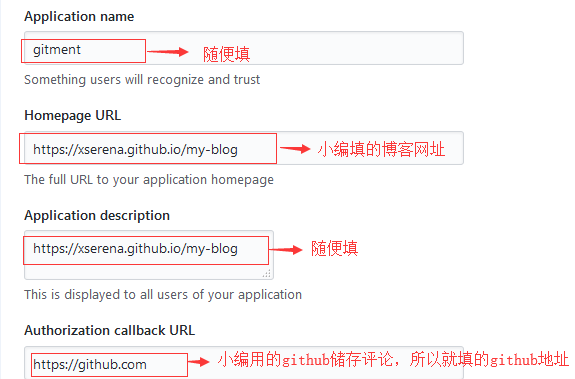 Application name
gitment 随便填
Something users will recognize and trust
Homepage URL
https://xserena.github.io/my-blog 小编填的博客网址
The full URL to your application homepage
Application description
https://xserena.github.io/my-blog 随便填
This is displayed to all users of your application
Authorization callback URL
https://github.com 小编用的github储存评论，所以就填的github地址